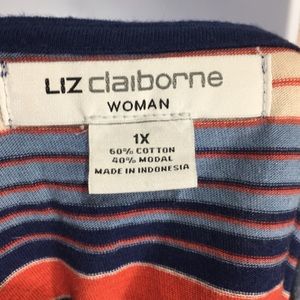 LIZ claiborne
WOMAN
1X
60% COTTON
40% MODAL
MADE IN INDONESIA